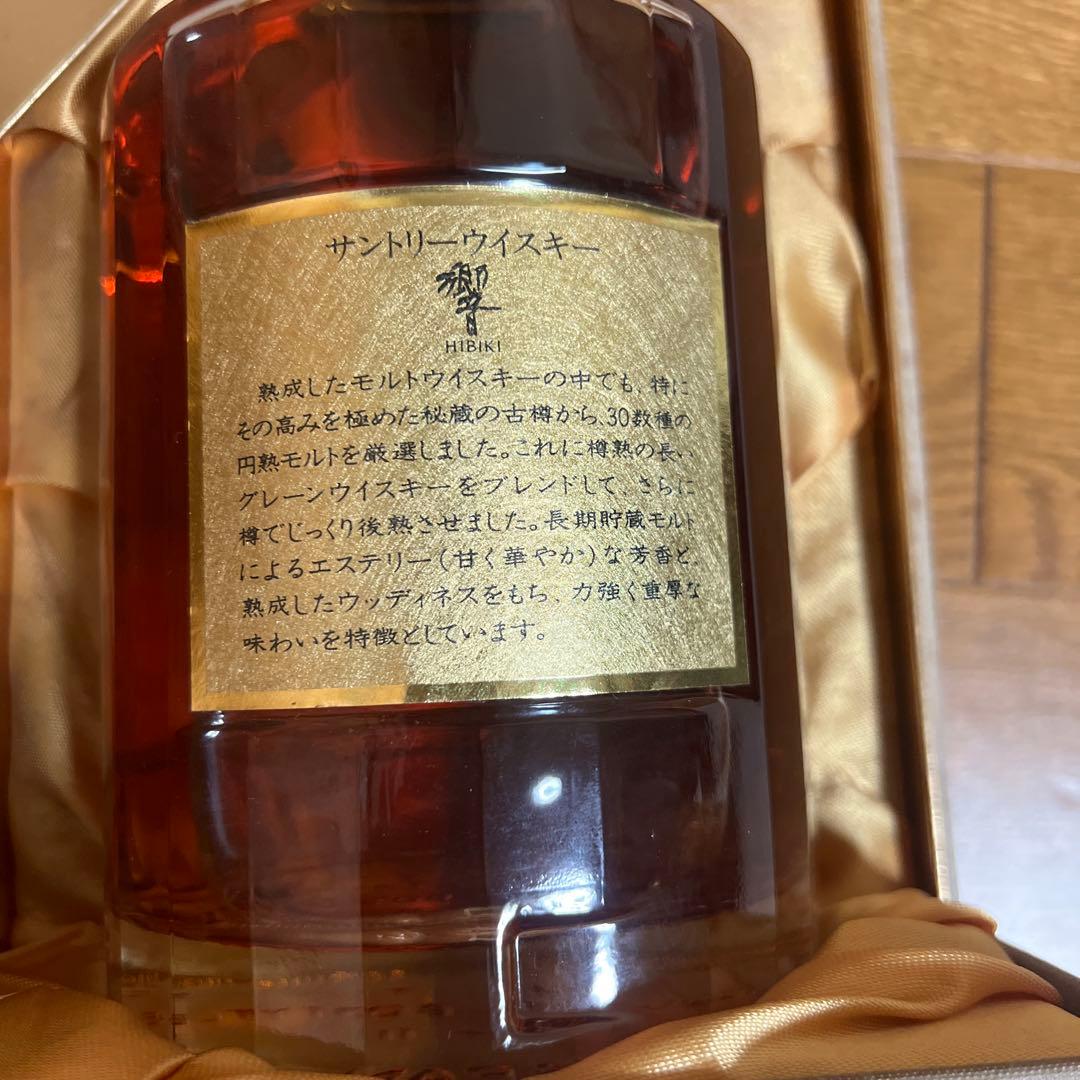 サントリーウイスキー
響
HIBIKI
熟成したモルトウイスキーの中でも、特に
その高みを極めた秘蔵の古樽から、30数種の
円熟モルトを厳選しました。これに樽熟の長い
グレーンウイスキーをブレンドして、さらに
樽でじっくり後熟させました。長期貯蔵モルト
によるエステリー(甘く華やか)な芳香と、
熟成したウッディネスをもち、力強く重厚な
味わいを特徴としています。